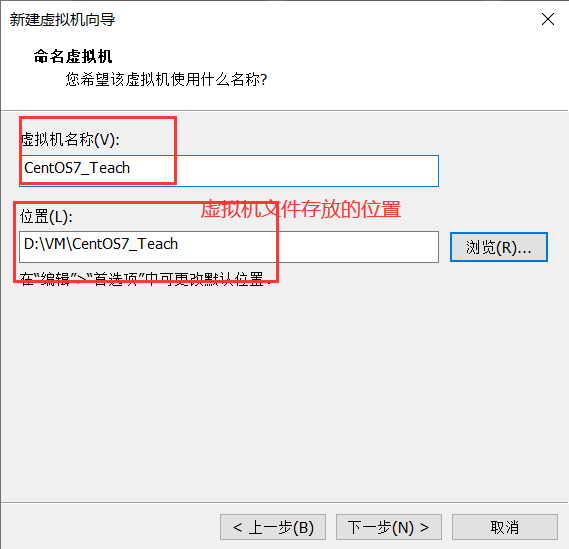 新建虚拟机向导
命名虚拟机
您希望该虚拟机使用什么名称?
虚拟机名称(V):
CentOS7_Teach
虚拟机文件存放的位置
位置(L):
D:\VM\CentOS7_Teach
浏览(R)...
在“编辑”>“首选项”中可更改默认位置。
< 上一步(B)
下一步(N) >
取消